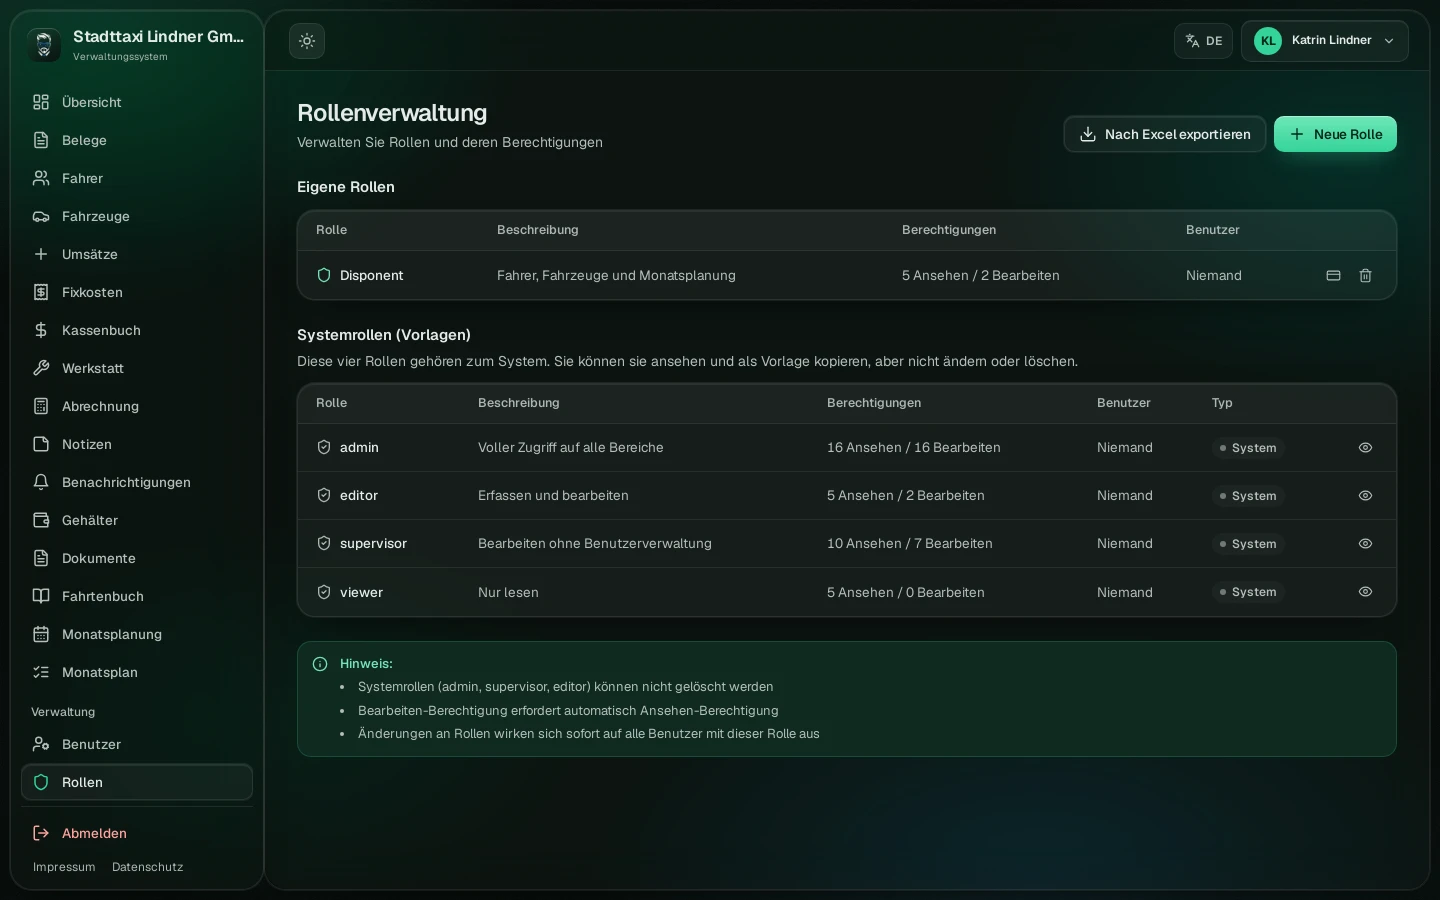 Stadttaxi Lindner Gm...
Verwaltungssystem
Übersicht
Belege
Fahrer
Fahrzeuge
Umsätze
Fixkosten
Kassenbuch
Werkstatt
Abrechnung
Notizen
Benachrichtigungen
Gehälter
Dokumente
Fahrtenbuch
Monatsplanung
Monatsplan
Verwaltung
Benutzer
Rollen
Abmelden
Impressum Datenschutz
DE
KL Katrin Lindner
Rollenverwaltung
Verwalten Sie Rollen und deren Berechtigungen
Nach Excel exportieren
Neue Rolle
Eigene Rollen
Rolle Beschreibung Berechtigungen Benutzer
Disponent Fahrer, Fahrzeuge und Monatsplanung 5 Ansehen / 2 Bearbeiten Niemand
Systemrollen (Vorlagen)
Diese vier Rollen gehören zum System. Sie können sie ansehen und als Vorlage kopieren, aber nicht ändern oder löschen.
Rolle Beschreibung Berechtigungen Benutzer Typ
admin Voller Zugriff auf alle Bereiche 16 Ansehen / 16 Bearbeiten Niemand System
editor Erfassen und bearbeiten 5 Ansehen / 2 Bearbeiten Niemand System
supervisor Bearbeiten ohne Benutzerverwaltung 10 Ansehen / 7 Bearbeiten Niemand System
viewer Nur lesen 5 Ansehen / 0 Bearbeiten Niemand System
Hinweis:
• Systemrollen (admin, supervisor, editor) können nicht gelöscht werden
• Bearbeiten-Berechtigung erfordert automatisch Ansehen-Berechtigung
• Änderungen an Rollen wirken sich sofort auf alle Benutzer mit dieser Rolle aus